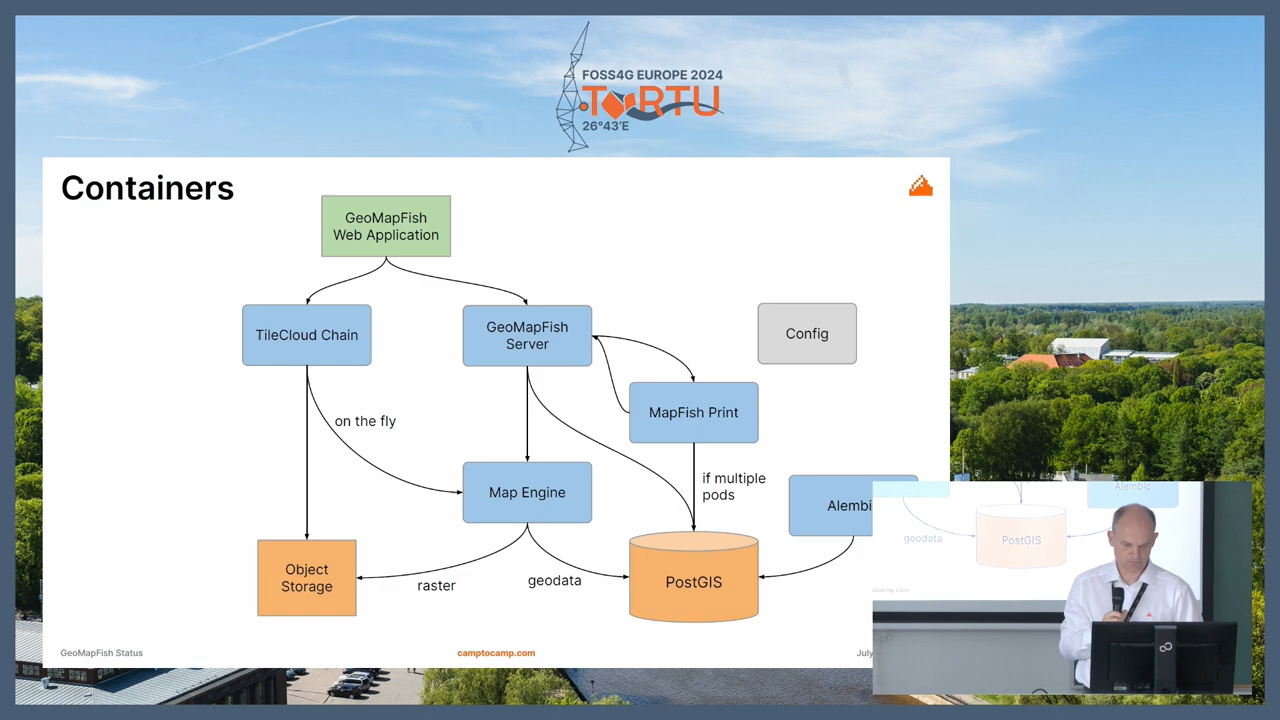 FOSS4G EUROPE 2024
TARTU
26°43'E
Containers
GeoMapFish
Web Application
TileCloud Chain
GeoMapFish
Server
Config
MapFish Print
on the fly
Map Engine
if multiple
pods
Alembi
Object
Storage
raster
geodata
PostGIS
GeoMapFish Status
camptocamp.com
July
Alembic
geodata
PostGIS